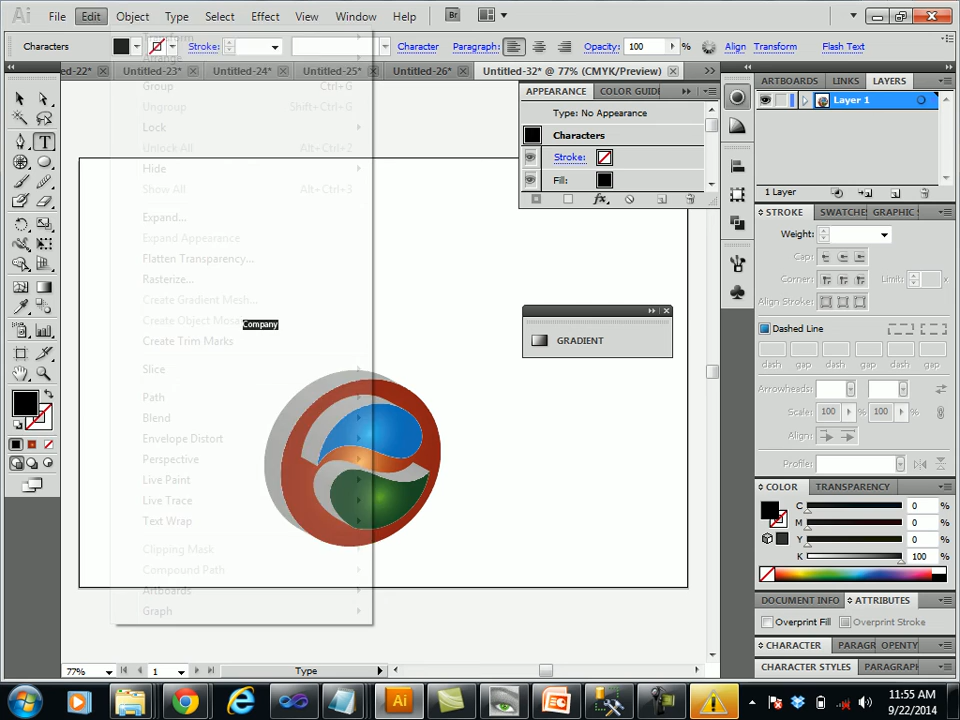 Ai File Edit Object Type Select Effect View Window Help Br
Characters Stroke: Character Paragraph: Opacity: 100 % Align Transform Flash Text
ed-22* Untitled-23* Untitled-24* Untitled-25* Untitled-26* Untitled-32* @ 77% (CMYK/Preview)
Transform
Arrange
Group Ctrl+G
Ungroup Shift+Ctrl+G
Lock
Unlock All Alt+Ctrl+2
Hide
Show All Alt+Ctrl+3
Expand...
Expand Appearance
Flatten Transparency...
Rasterize...
Create Gradient Mesh...
Create Object Mosa
Company
Create Trim Marks
Slice
Path
Blend
Envelope Distort
Perspective
Live Paint
Live Trace
Text Wrap
Clipping Mask
Compound Path
Artboards
Graph
APPEARANCE COLOR GUID
Type: No Appearance
Characters
Stroke:
Fill:
fx
GRADIENT
ARTBOARDS LINKS LAYERS
Layer 1
1 Layer
STROKE SWATCHE GRAPHIC
Weight:
Cap:
Corner: Limit: x
Align Stroke:
Dashed Line
dash gap dash gap dash gap
Arrowheads:
Scale: 100 100 %
Align:
Profile:
COLOR TRANSPARENCY
C 0 %
M 0 %
Y 0 %
K 100 %
DOCUMENT INFO ATTRIBUTES
Overprint Fill Overprint Stroke
CHARACTER PARAGR OPENTY
CHARACTER STYLES PARAGRAP
77% 1 Type
Ai
11:55 AM
9/22/2014